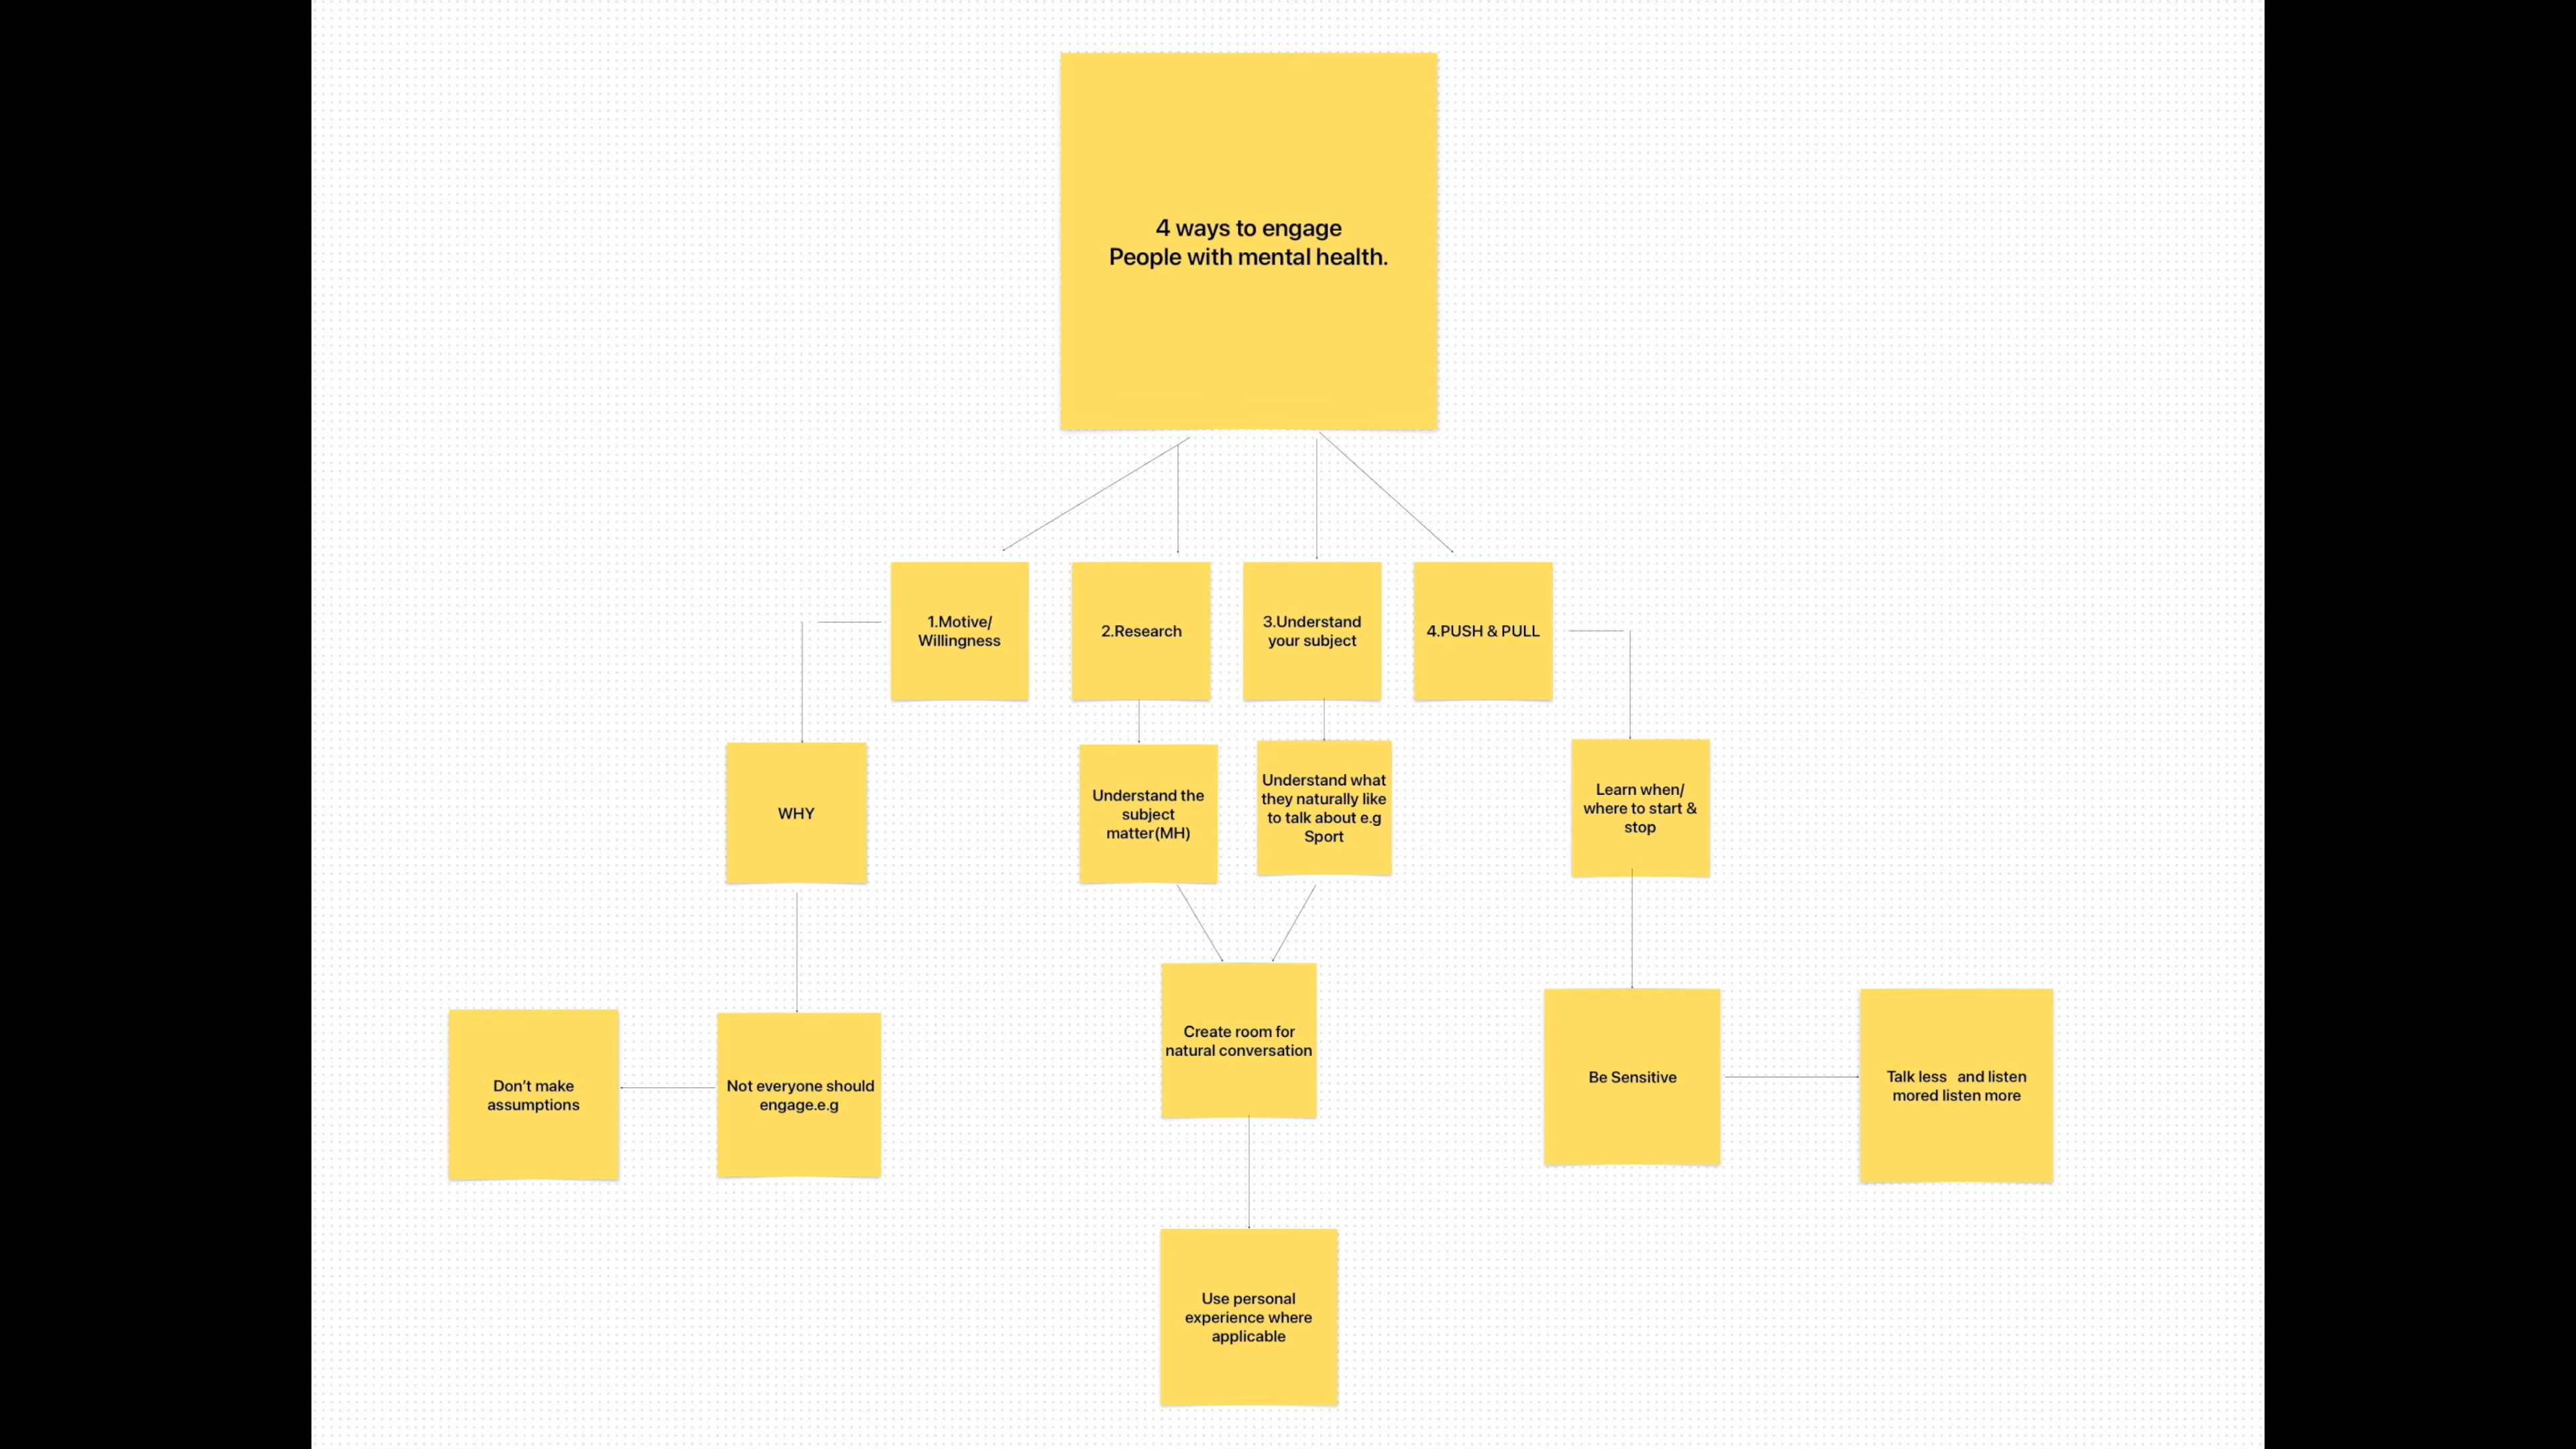 4 ways to engage
People with mental health.
1.Motive/
Willingness
2.Research
3.Understand
your subject
4.PUSH & PULL
WHY
Understand the
subject
matter(MH)
Understand what
they naturally like
to talk about e.g
Sport
Learn when/
where to start &
stop
Don’t make
assumptions
Not everyone should
engage.e.g
Create room for
natural conversation
Be Sensitive
Talk less   and listen
mored listen more
Use personal
experience where
applicable